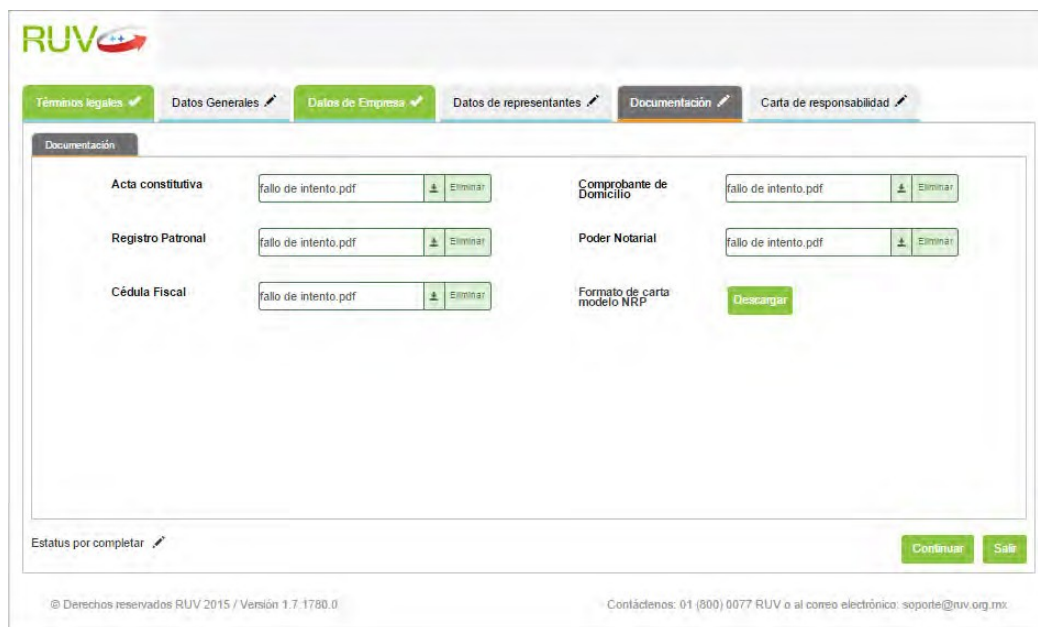 RUV
Términos legales
Datos Generales
Datos de Empresa
Datos de representantes
Documentación
Carta de responsabilidad
Documentación
Acta constitutiva
fallo de intento.pdf
Eliminar
Comprobante de
Domicilio
fallo de intento.pdf
Eliminar
Registro Patronal
fallo de intento.pdf
Eliminar
Poder Notarial
fallo de intento.pdf
Eliminar
Cédula Fiscal
fallo de intento.pdf
Eliminar
Formato de carta
modelo NRP
Descargar
Estatus por completar
Continuar
Salir
© Derechos reservados RUV 2015 / Versión 1.7.1780.0
Contáctenos: 01 (800) 0077 RUV o al correo electrónico: soporte@ruv.org.mx